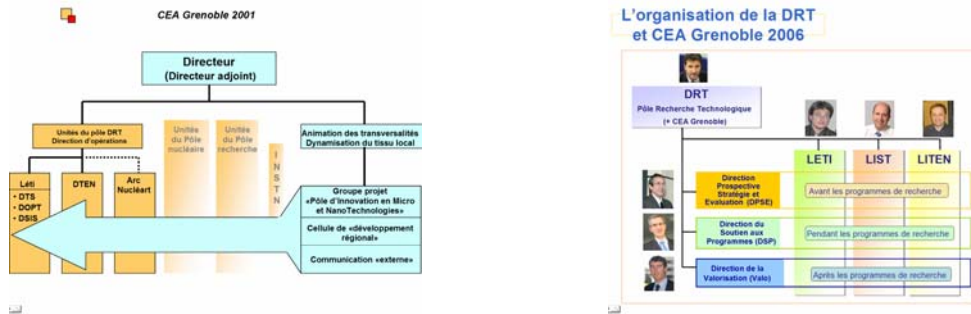 CEA Grenoble 2001
Directeur
(Directeur adjoint)
Unités du pôle DRT
Direction d'opérations
Unités
du Pôle
nucléaire
Unités
du Pôle
recherche
I
N
S
T
N
Animation des transversalités
Dynamisation du tissu local
Léti
• DTS
• DOPT
• DSIS
DTEN
Arc
Nucléart
Groupe projet
«Pôle d'Innovation en Micro
et NanoTechnologies»
Cellule de «développement
régional»
Communication «externe»
L'organisation de la DRT
et CEA Grenoble 2006
DRT
Pôle Recherche Technologique
(+ CEA Grenoble)
LETI
LIST
LITEN
Direction
Prospective
Stratégie et
Evaluation (DPSE)
Avant les programmes de recherche
Direction du
Soutien aux
Programmes (DSP)
Pendant les programmes de recherche
Direction de la
Valorisation (Valo)
Après les programmes de recherche